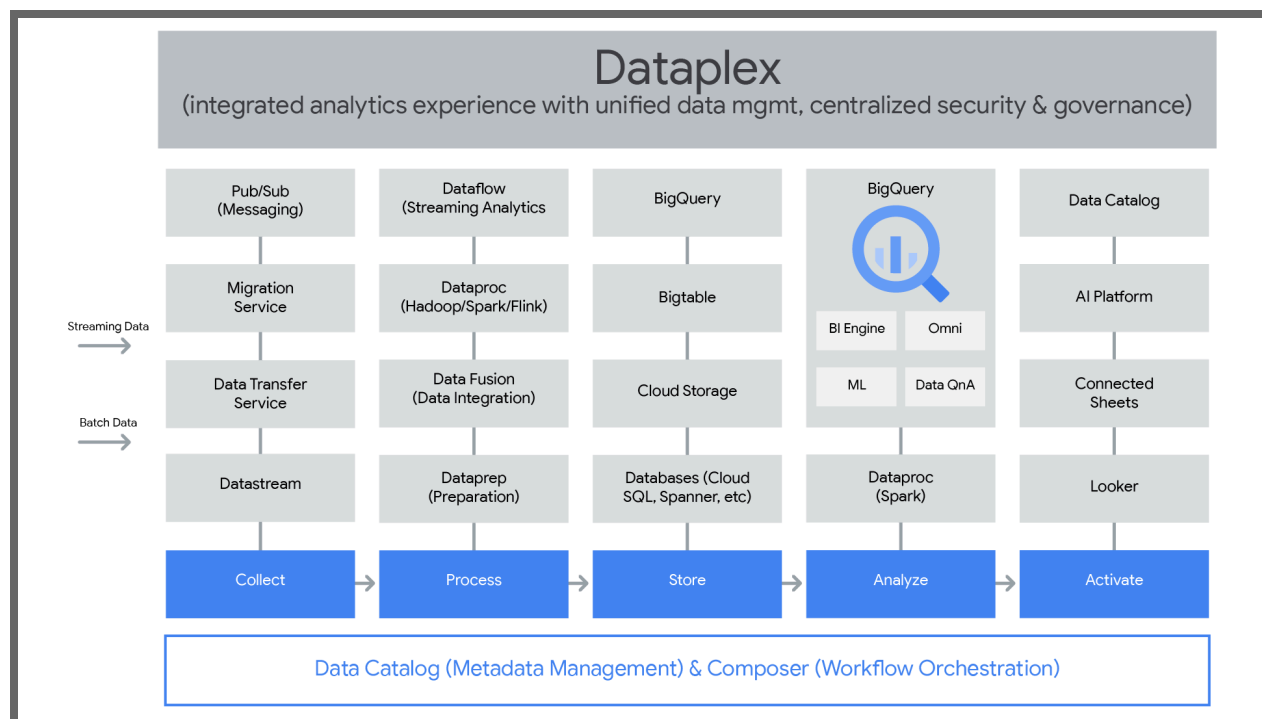 Dataplex
(integrated analytics experience with unified data mgmt, centralized security & governance)
Streaming Data
Batch Data
Pub/Sub
(Messaging)
Migration
Service
Data Transfer
Service
Datastream
Collect
Dataflow
(Streaming Analytics
Dataproc
(Hadoop/Spark/Flink)
Data Fusion
(Data Integration)
Dataprep
(Preparation)
Process
BigQuery
Bigtable
Cloud Storage
Databases (Cloud
SQL, Spanner, etc)
Store
BigQuery
BI Engine
Omni
ML
Data QnA
Dataproc
(Spark)
Analyze
Data Catalog
AI Platform
Connected
Sheets
Looker
Activate
Data Catalog (Metadata Management) & Composer (Workflow Orchestration)